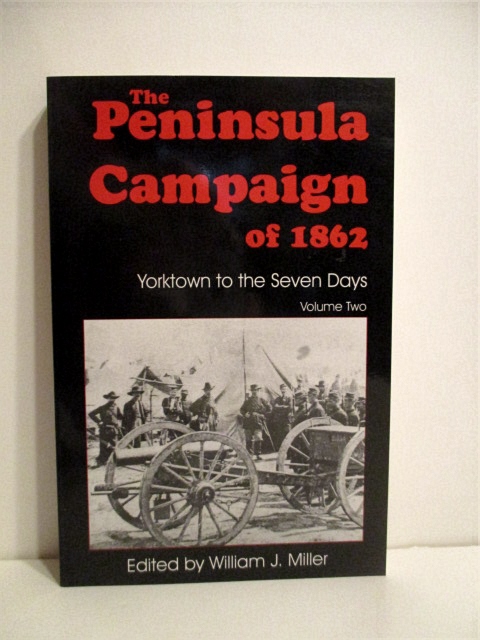 The
Peninsula
Campaign
of 1862
Yorktown to the Seven Days
Volume Two
Edited by William J. Miller